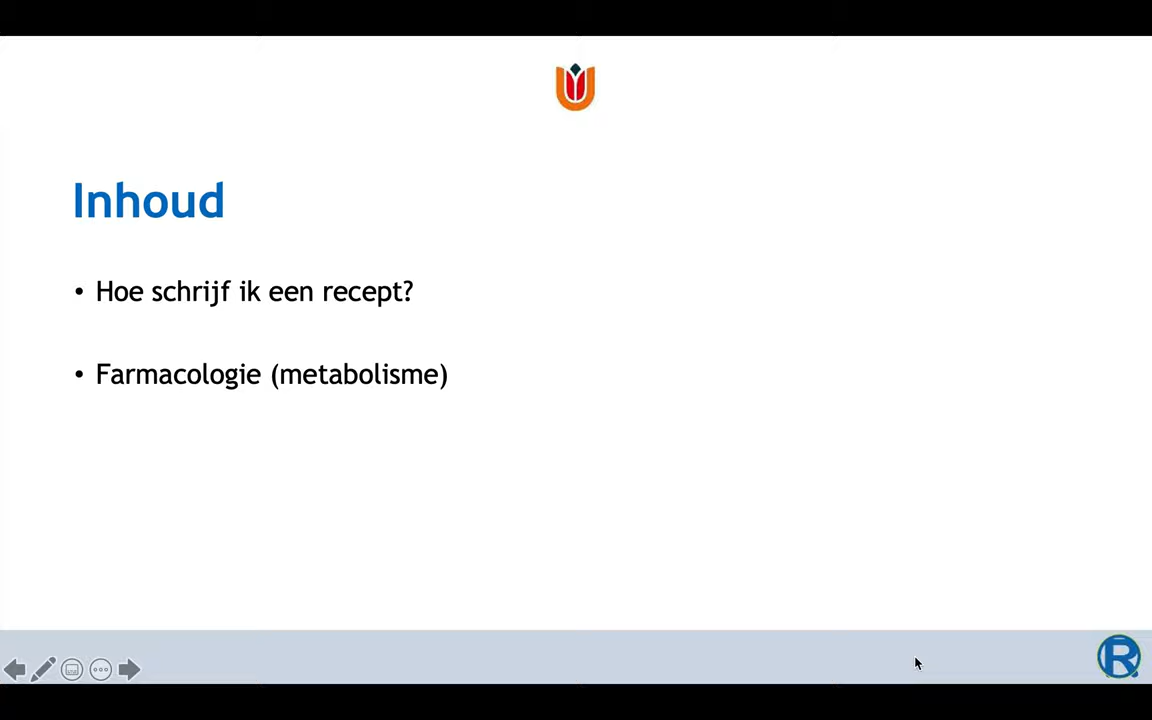 Inhoud
• Hoe schrijf ik een recept?
• Farmacologie (metabolisme)
R